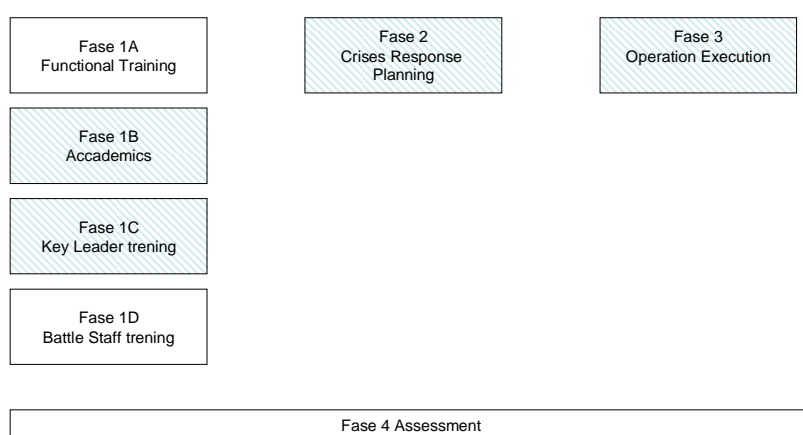 Fase 1A
Functional Training
Fase 2
Crises Response
Planning
Fase 3
Operation Execution
Fase 1B
Accademics
Fase 1C
Key Leader trening
Fase 1D
Battle Staff trening
Fase 4 Assessment